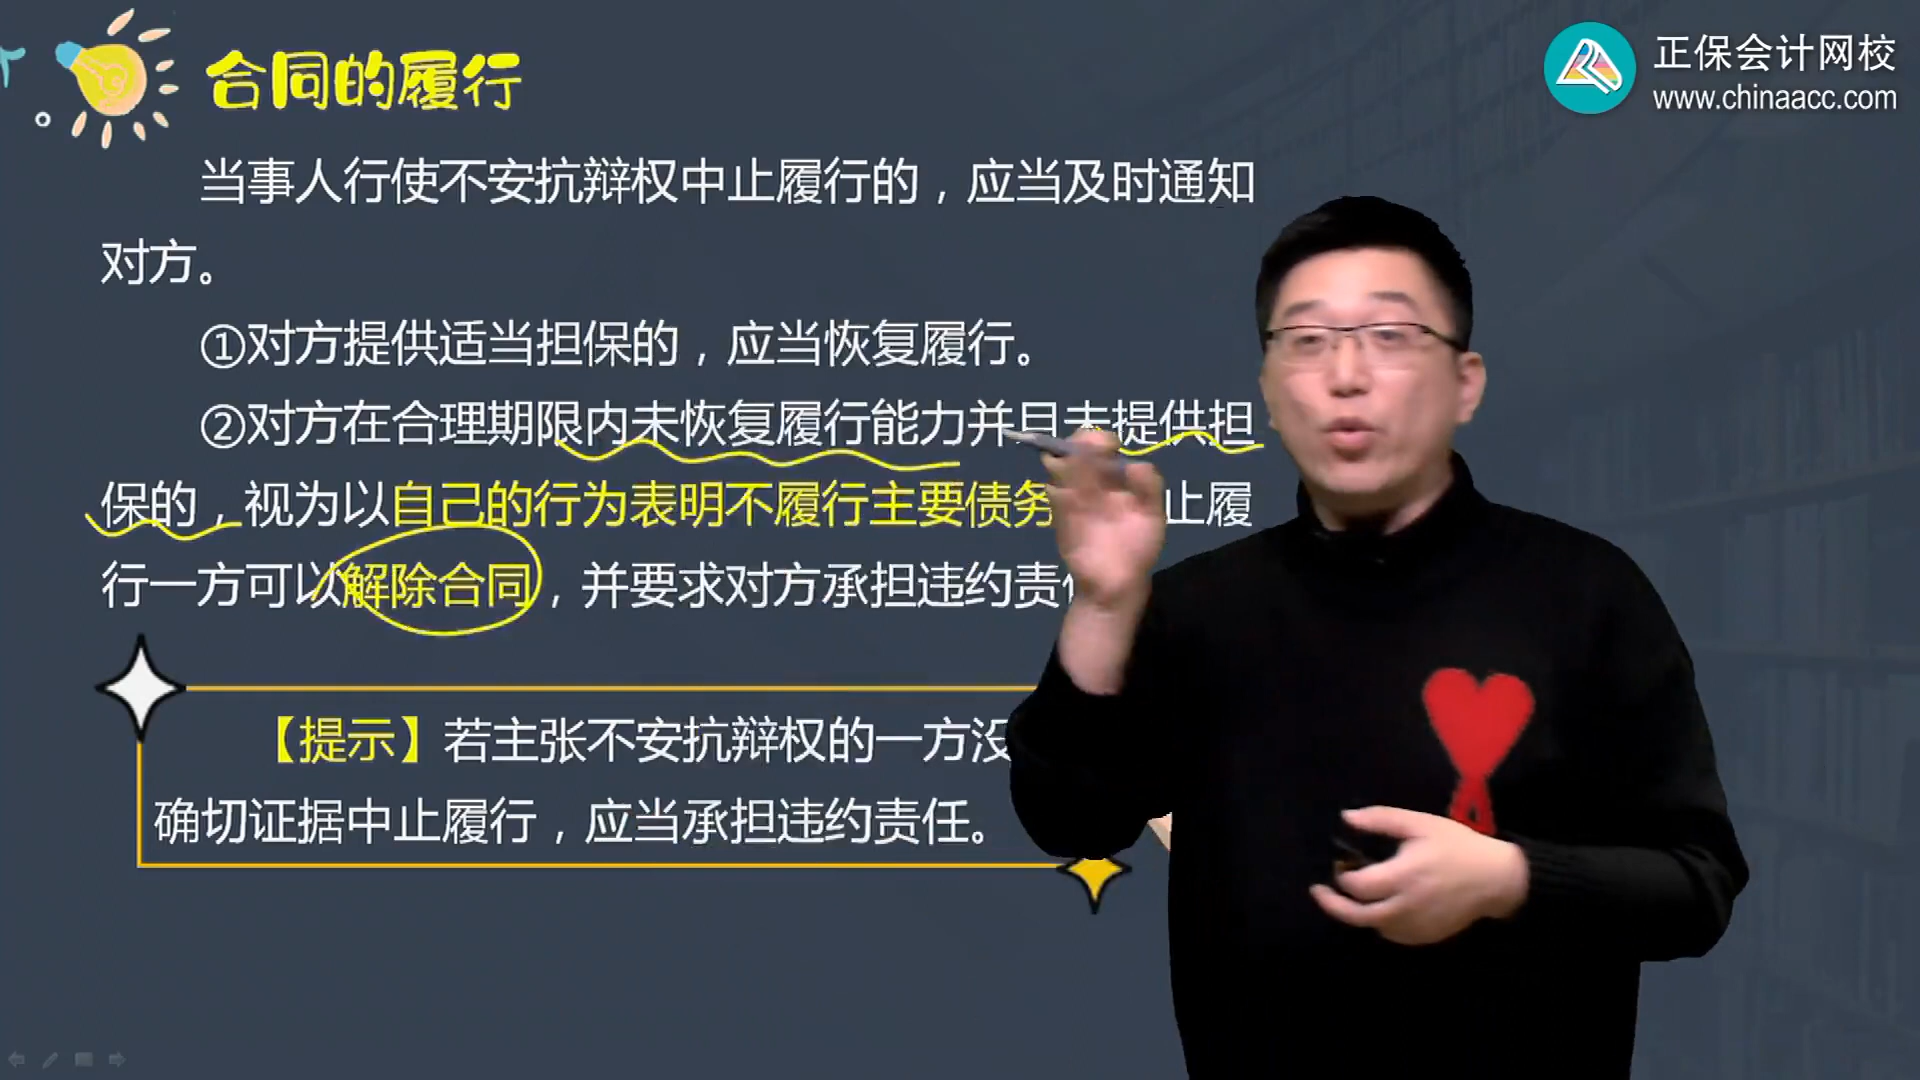 合同的履行
正保会计网校
www.chinaacc.com
当事人行使不安抗辩权中止履行的，应当及时通知
对方。
①对方提供适当担保的，应当恢复履行。
②对方在合理期限内未恢复履行能力并且未提供担
保的，视为以自己的行为表明不履行主要债务 止履
行一方可以解除合同，并要求对方承担违约责
【提示】若主张不安抗辩权的一方没
确切证据中止履行，应当承担违约责任。